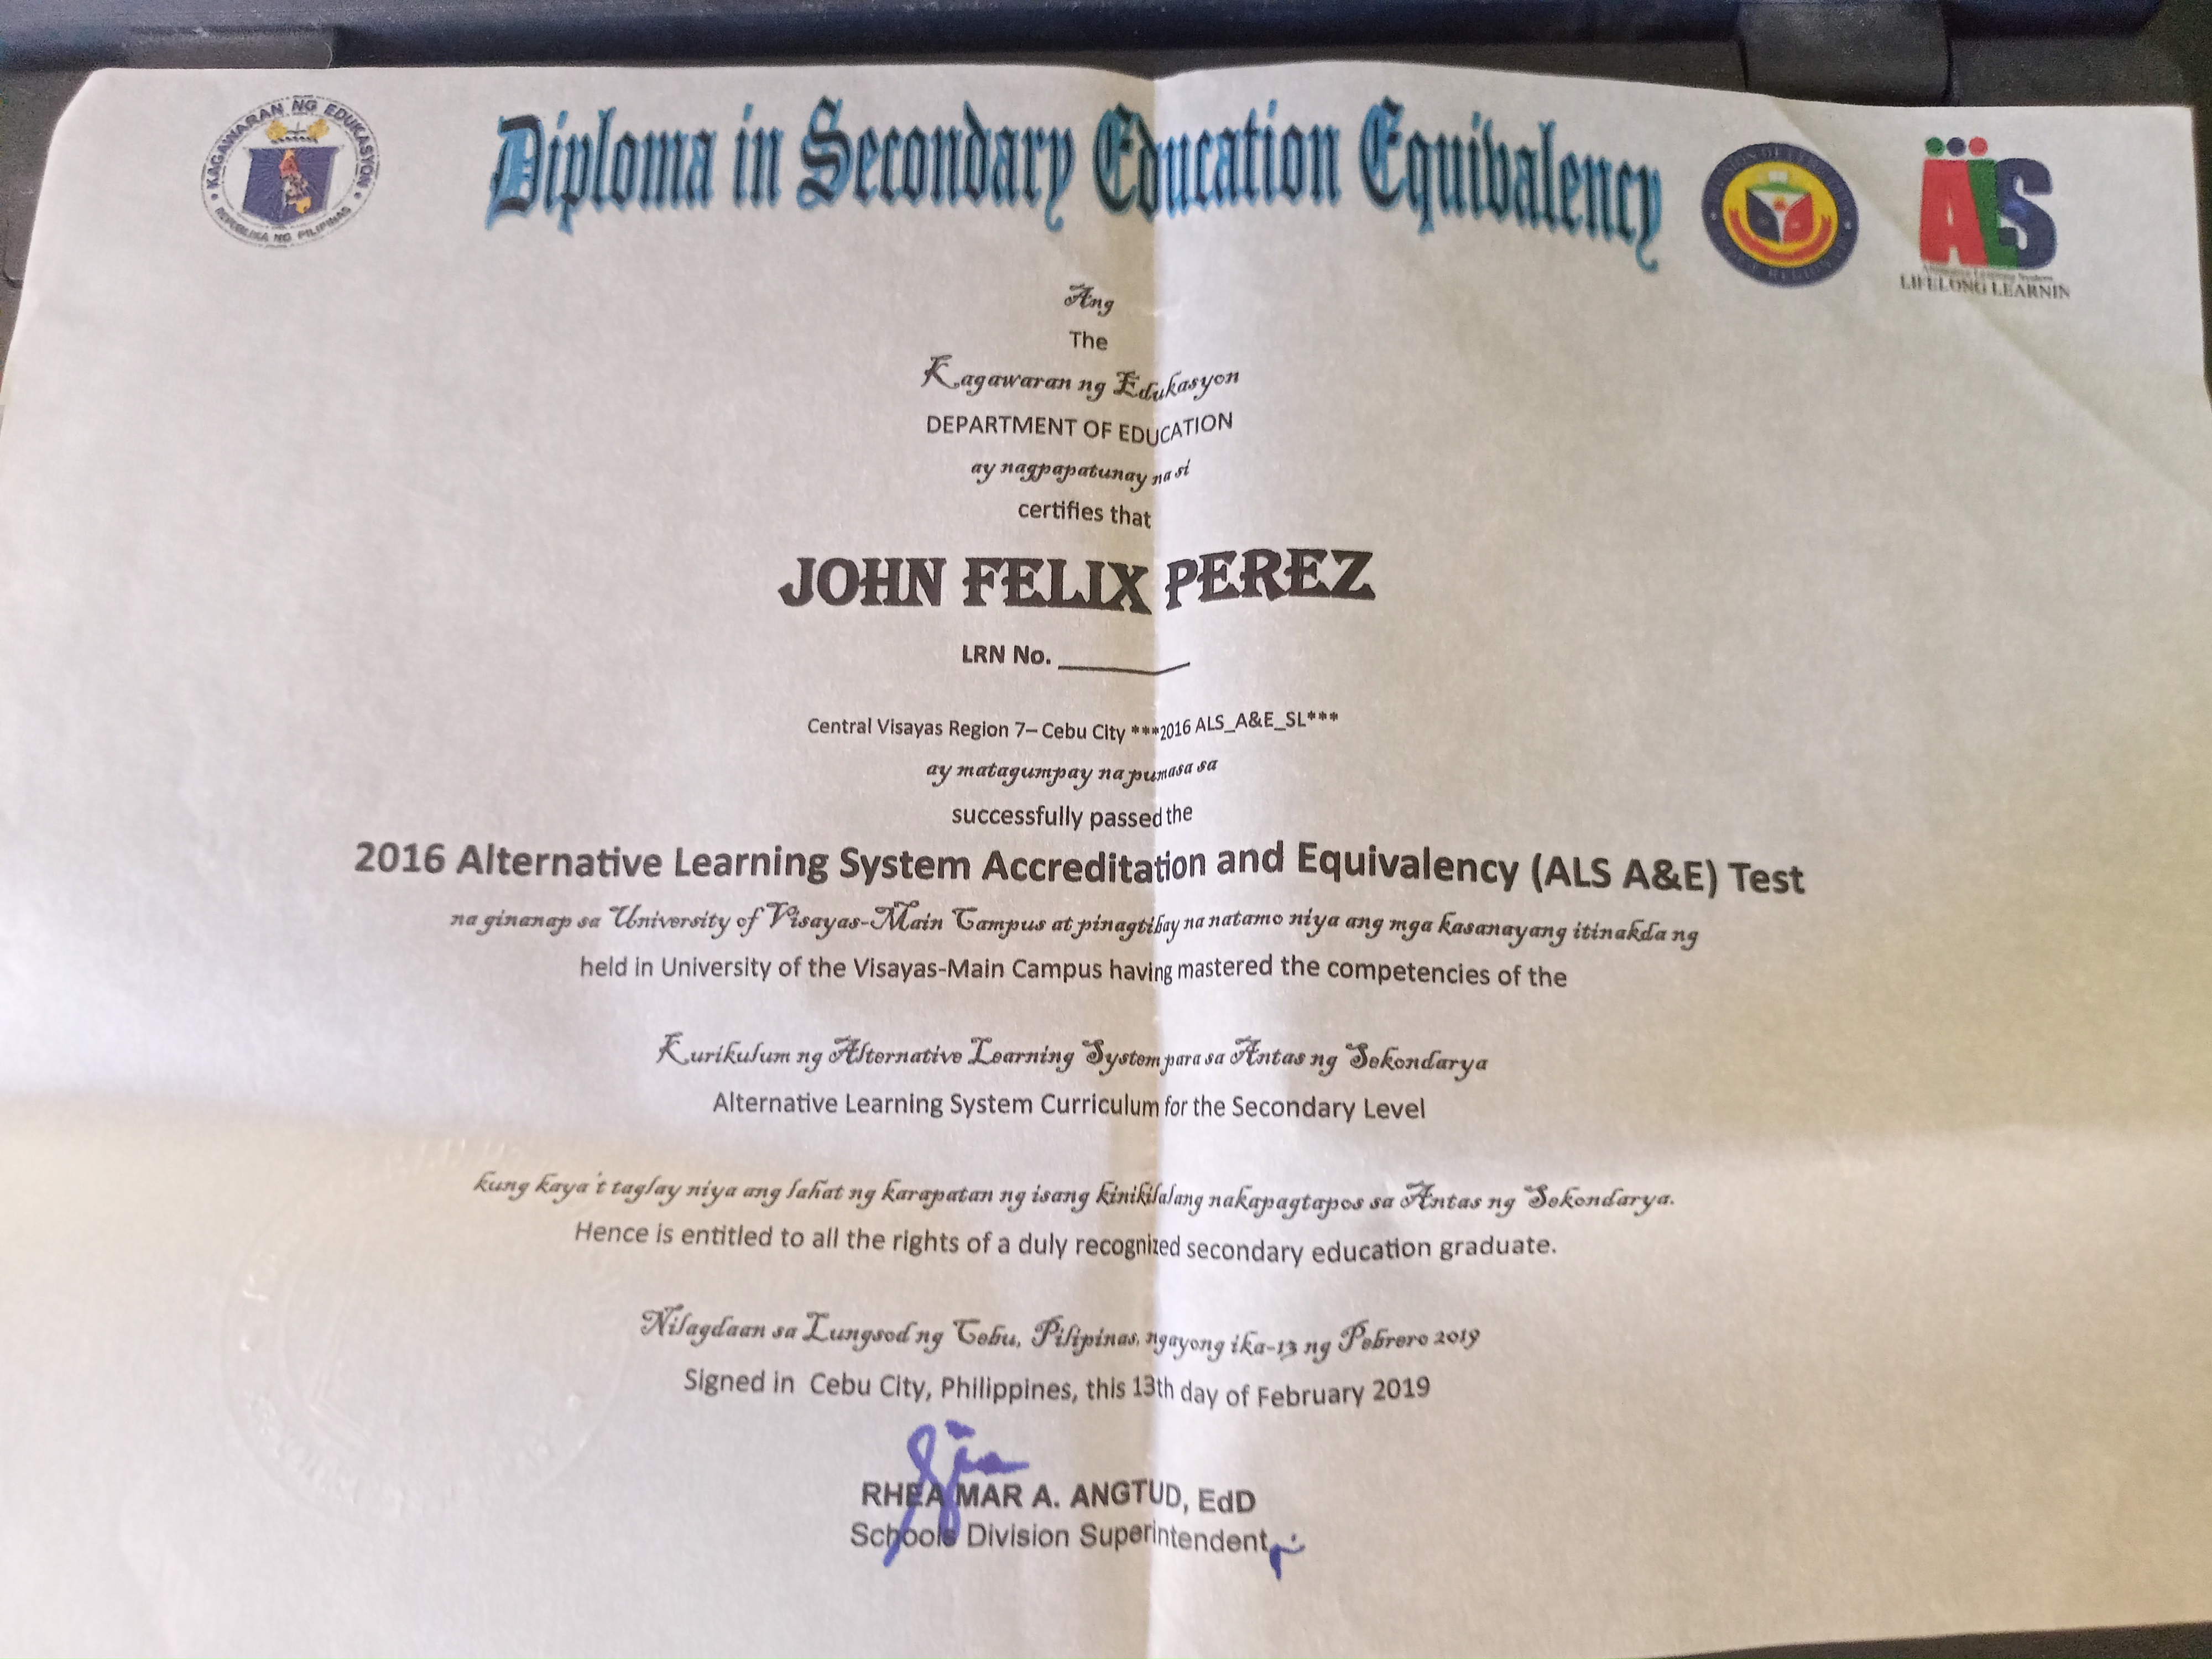 KAGAWARAN NG EDUKASYON
REPUBLIKA NG PILIPINAS
Diploma in Secondary Education Equivalency
ALS
Alternative Learning System
LIFELONG LEARNIN
Ang
The
Kagawaran ng Edukasyon
DEPARTMENT OF EDUCATION
ay nagpapatunay na si
certifies that
JOHN FELIX PEREZ
LRN No. ________
Central Visayas Region 7– Cebu City ***2016 ALS_A&E_SL***
ay matagumpay na pumasa sa
successfully passed the
2016 Alternative Learning System Accreditation and Equivalency (ALS A&E) Test
na ginanap sa University of Visayas-Main Campus at pinagtibay na natamo niya ang mga kasanayang itinakda ng
held in University of the Visayas-Main Campus having mastered the competencies of the
Kurikulum ng Alternative Learning System para sa Antas ng Sekondarya
Alternative Learning System Curriculum for the Secondary Level
kung kaya't taglay niya ang lahat ng karapatan ng isang kinikilalang nakapagtapos sa Antas ng Sekondarya.
Hence is entitled to all the rights of a duly recognized secondary education graduate.
Nilagdaan sa Lungsod ng Cebu, Pilipinas, ngayong ika-13 ng Pebrero 2019
Signed in Cebu City, Philippines, this 13th day of February 2019
RHEA MAR A. ANGTUD, EdD
Schools Division Superintendent